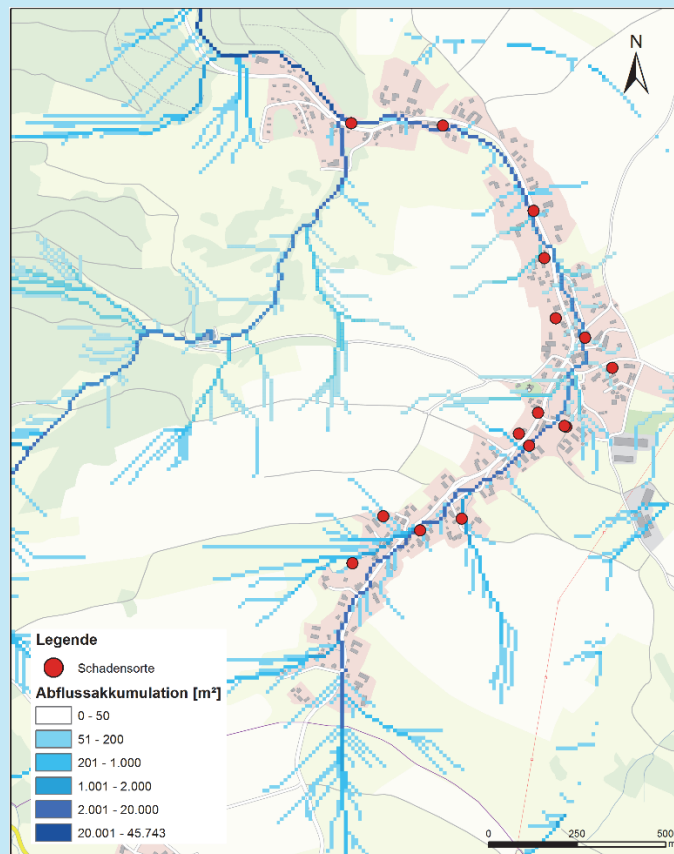 N
Legende
Schadensorte
Abflussakkumulation [m²]
0 - 50
51 - 200
201 - 1.000
1.001 - 2.000
2.001 - 20.000
20.001 - 45.743
0 250 500
m